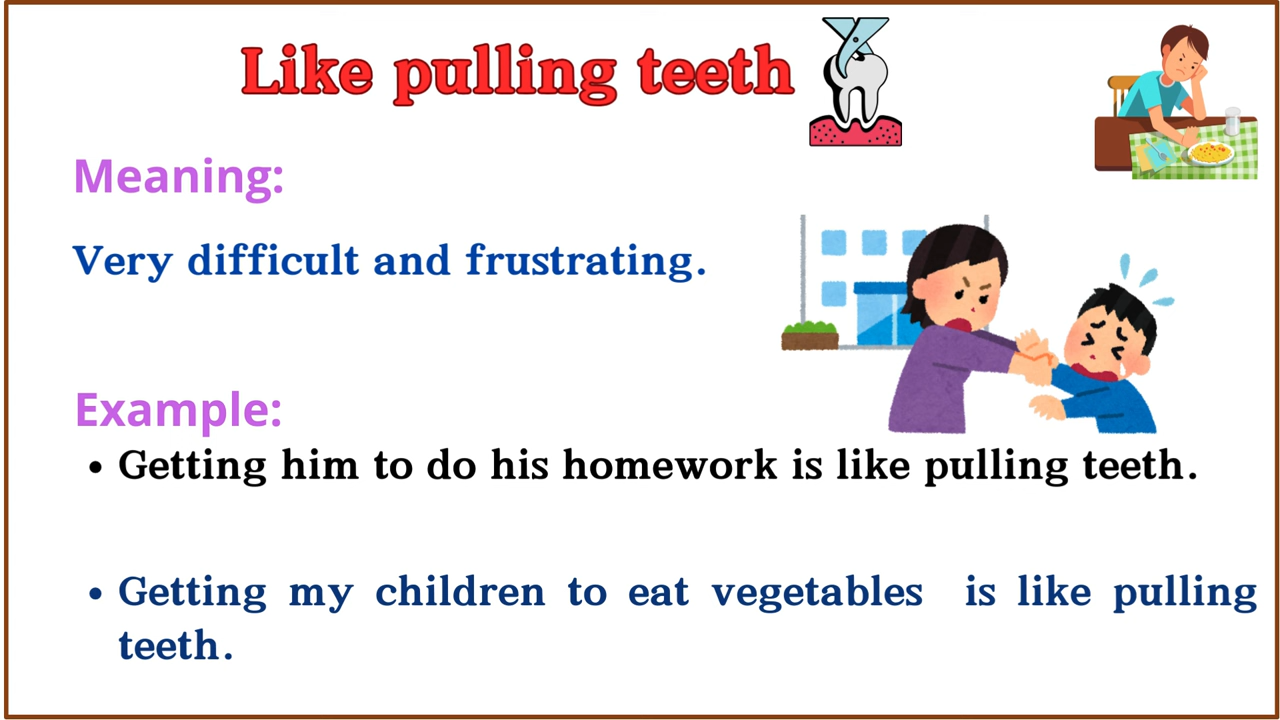 Like pulling teeth
Meaning:
Very difficult and frustrating.
Example:
• Getting him to do his homework is like pulling teeth.
• Getting my children to eat vegetables is like pulling
teeth.